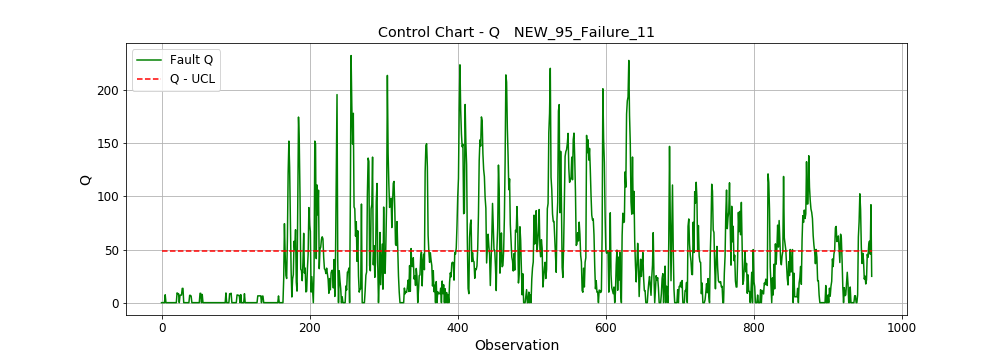 Control Chart - Q   NEW_95_Failure_11
Fault Q
Q - UCL
Q
200
150
100
50
0
0 200 400 600 800 1000
Observation